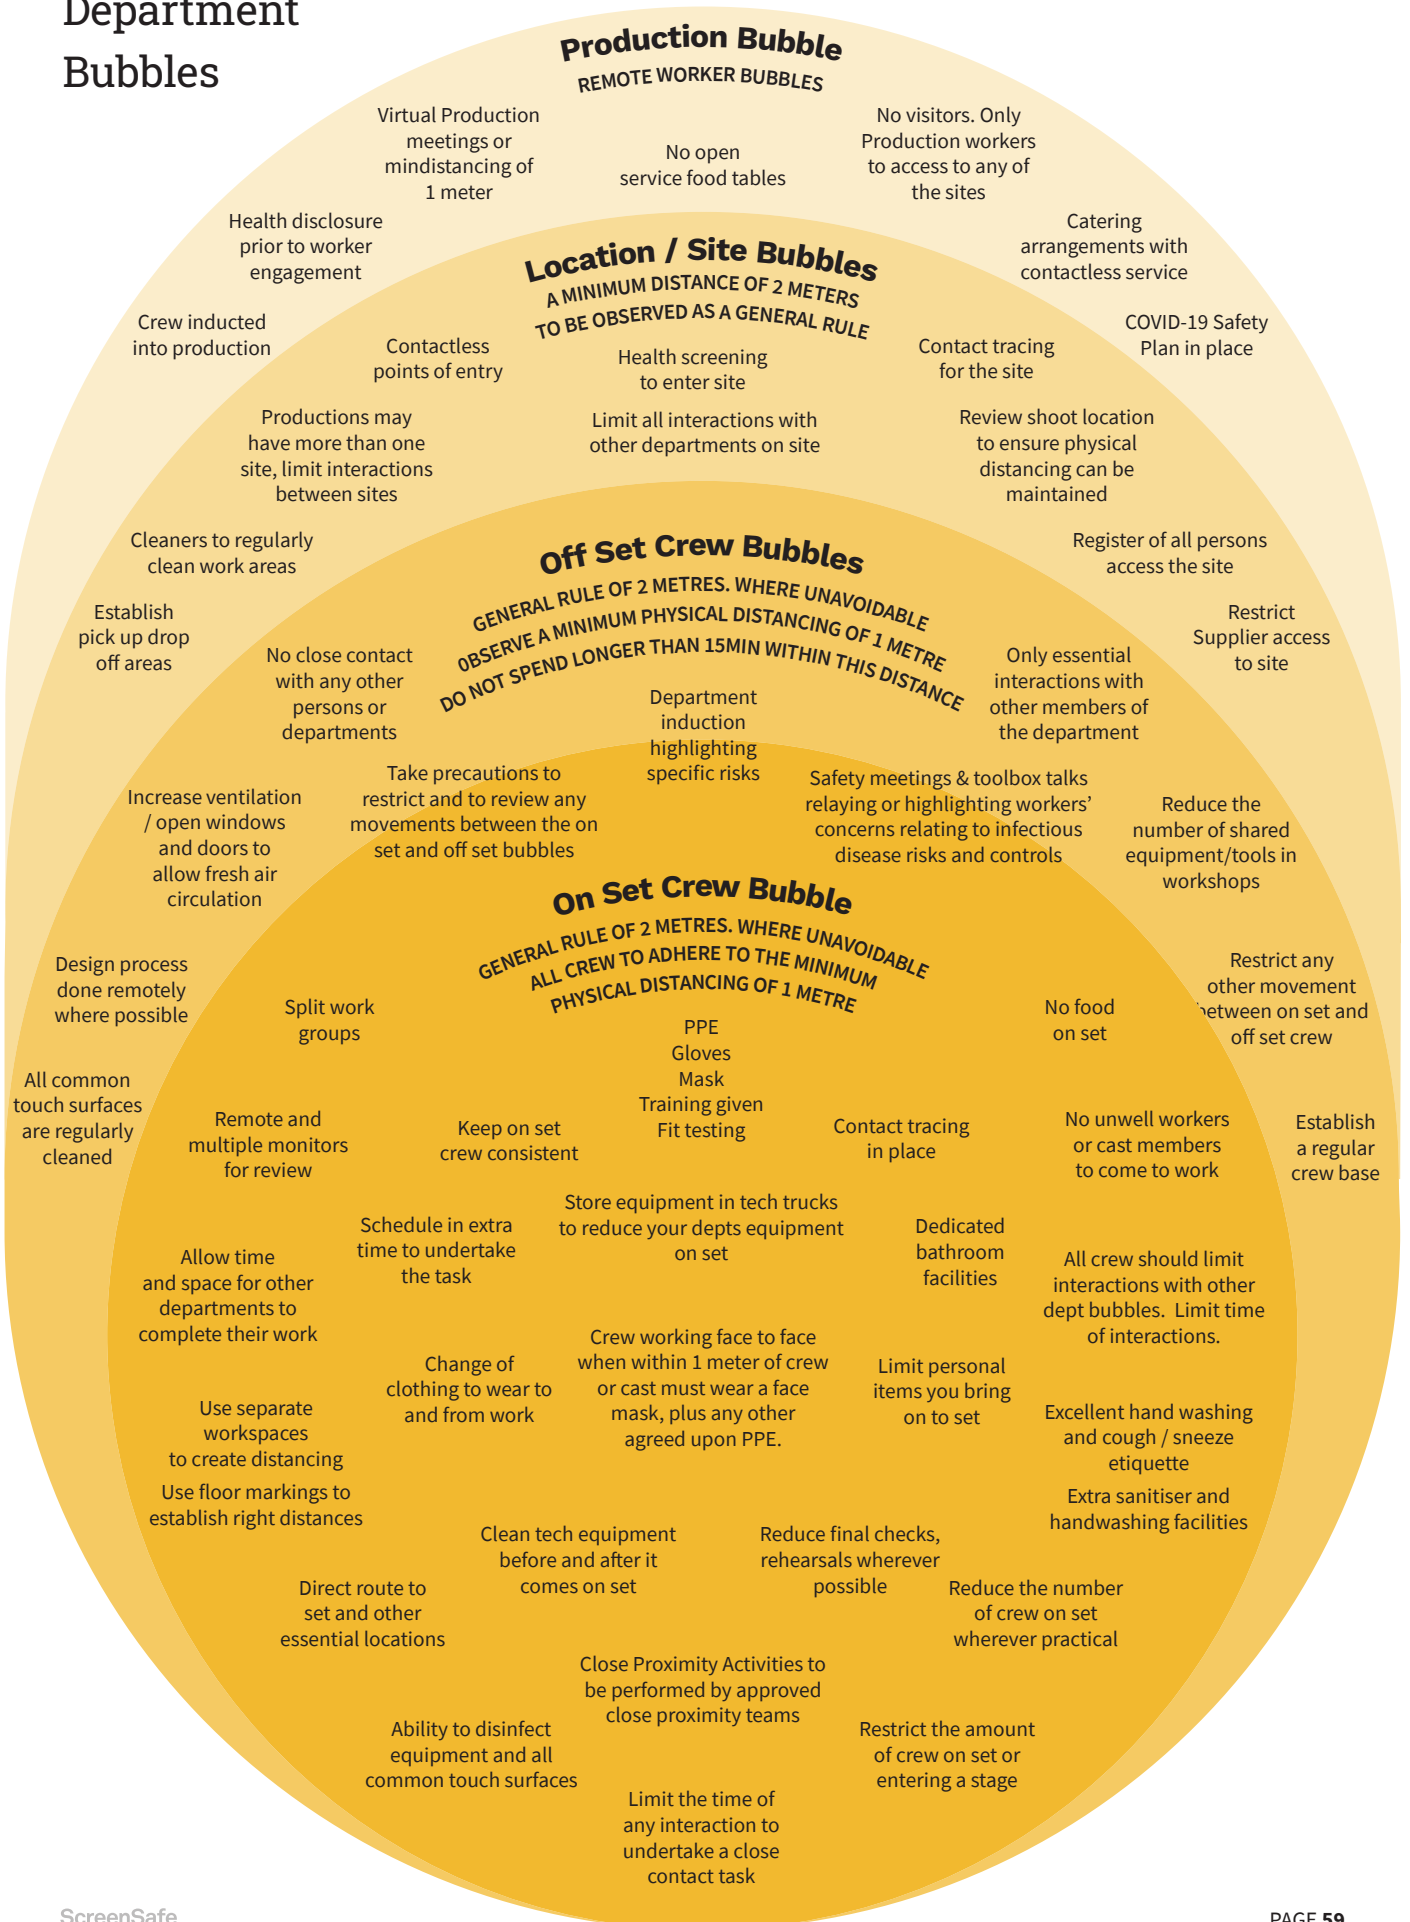 Department
Bubbles
Production Bubble
REMOTE WORKER BUBBLES
Virtual Production
meetings or
mindistancing of
1 meter
No open
service food tables
No visitors. Only
Production workers
to access to any of
the sites
Health disclosure
prior to worker
engagement
Catering
arrangements with
contactless service
Crew inducted
into production
COVID-19 Safety
Plan in place
Location / Site Bubbles
A MINIMUM DISTANCE OF 2 METERS
TO BE OBSERVED AS A GENERAL RULE
Contactless
points of entry
Health screening
to enter site
Contact tracing
for the site
Productions may
have more than one
site, limit interactions
between sites
Limit all interactions with
other departments on site
Review shoot location
to ensure physical
distancing can be
maintained
Cleaners to regularly
clean work areas
Register of all persons
access the site
Establish
pick up drop
off areas
Restrict
Supplier access
to site
Off Set Crew Bubbles
GENERAL RULE OF 2 METRES. WHERE UNAVOIDABLE
0BSERVE A MINIMUM PHYSICAL DISTANCING OF 1 METRE
DO NOT SPEND LONGER THAN 15MIN WITHIN THIS DISTANCE
No close contact
with any other
persons or
departments
Department
induction
highlighting
specific risks
Only essential
interactions with
other members of
the department
Take precautions to
restrict and to review any
movements between the on
set and off set bubbles
Safety meetings & toolbox talks
relaying or highlighting workers’
concerns relating to infectious
disease risks and controls
Increase ventilation
/ open windows
and doors to
allow fresh air
circulation
Reduce the
number of shared
equipment/tools in
workshops
Design process
done remotely
where possible
Restrict any
other movement
between on set and
off set crew
All common
touch surfaces
are regularly
cleaned
Establish
a regular
crew base
On Set Crew Bubble
GENERAL RULE OF 2 METRES. WHERE UNAVOIDABLE
ALL CREW TO ADHERE TO THE MINIMUM
PHYSICAL DISTANCING OF 1 METRE
Split work
groups
PPE
Gloves
Mask
Training given
Fit testing
No food
on set
Remote and
multiple monitors
for review
Keep on set
crew consistent
Contact tracing
in place
No unwell workers
or cast members
to come to work
Schedule in extra
time to undertake
the task
Store equipment in tech trucks
to reduce your depts equipment
on set
Dedicated
bathroom
facilities
Allow time
and space for other
departments to
complete their work
All crew should limit
interactions with other
dept bubbles. Limit time
of interactions.
Change of
clothing to wear to
and from work
Crew working face to face
when within 1 meter of crew
or cast must wear a face
mask, plus any other
agreed upon PPE.
Limit personal
items you bring
on to set
Use separate
workspaces
to create distancing
Excellent hand washing
and cough / sneeze
etiquette
Use floor markings to
establish right distances
Extra sanitiser and
handwashing facilities
Clean tech equipment
before and after it
comes on set
Reduce final checks,
rehearsals wherever
possible
Direct route to
set and other
essential locations
Reduce the number
of crew on set
wherever practical
Close Proximity Activities to
be performed by approved
close proximity teams
Ability to disinfect
equipment and all
common touch surfaces
Restrict the amount
of crew on set or
entering a stage
Limit the time of
any interaction to
undertake a close
contact task
ScreenSafe
PAGE 59